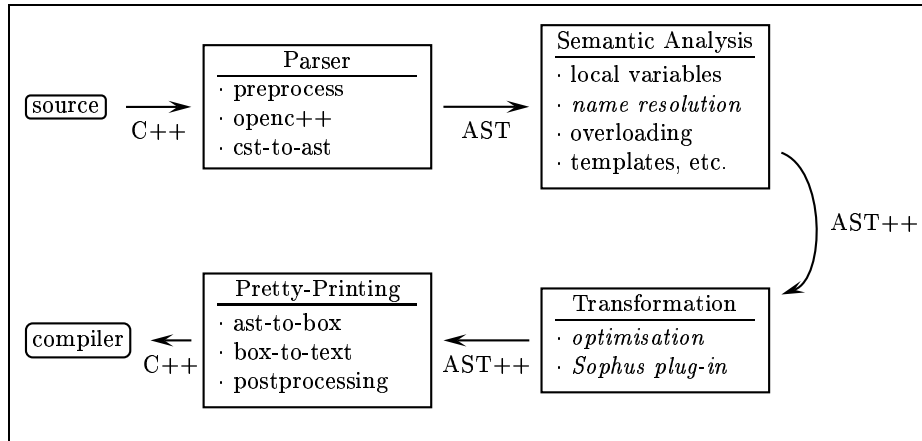 source
C++
Parser
· preprocess
· openc++
· cst-to-ast
AST
Semantic Analysis
· local variables
· name resolution
· overloading
· templates, etc.
AST++
Transformation
· optimisation
· Sophus plug-in
AST++
Pretty-Printing
· ast-to-box
· box-to-text
· postprocessing
C++
compiler